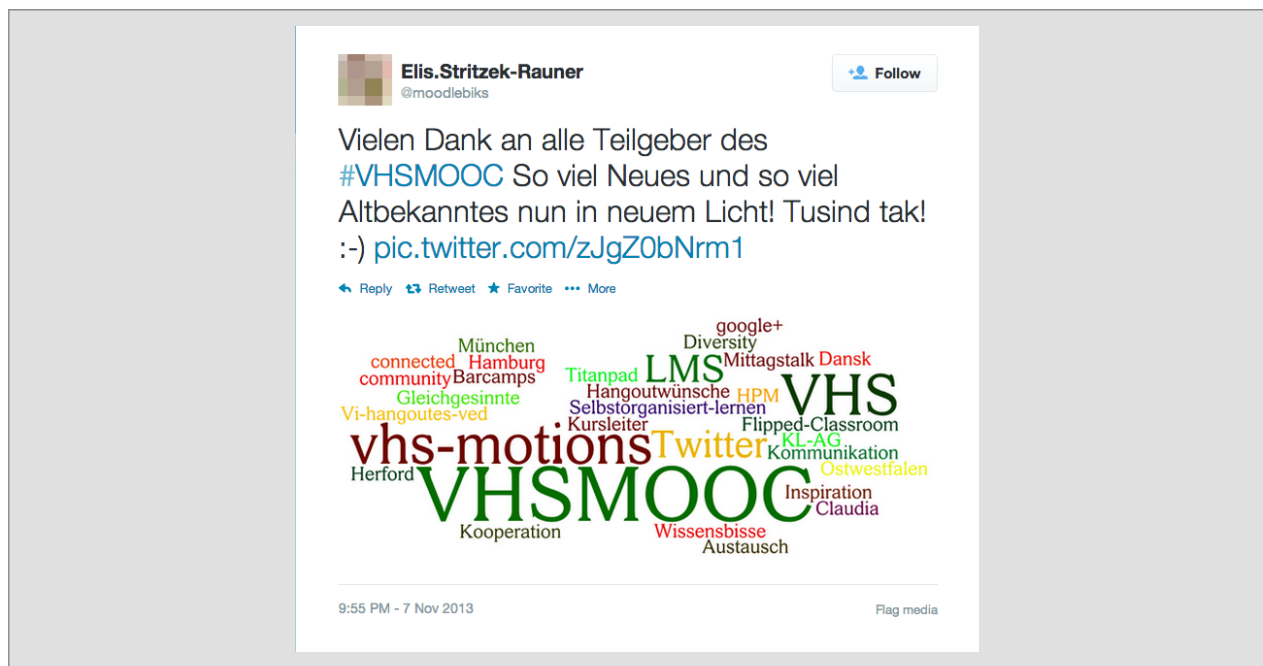 Elis.Stritzek-Rauner
@moodlebiks
Follow
Vielen Dank an alle Teilgeber des
#VHSMOOC So viel Neues und so viel
Altbekanntes nun in neuem Licht! Tusind tak!
:-) pic.twitter.com/zJgZ0bNrm1
Reply Retweet Favorite More
google+
München Diversity
connected Hamburg LMS Mittagstalk Dansk
community Barcamps Titanpad VHS
Gleichgesinnte Hangoutwünsche HPM
Vi-hangoutes-ved Selbstorganisiert-lernen
Kursleiter Flipped-Classroom
vhs-motions Twitter KL-AG
Kommunikation
Herford Ostwestfalen
VHSMOOC Inspiration
Claudia
Kooperation Wissensbisse
Austausch
9:55 PM - 7 Nov 2013 Flag media